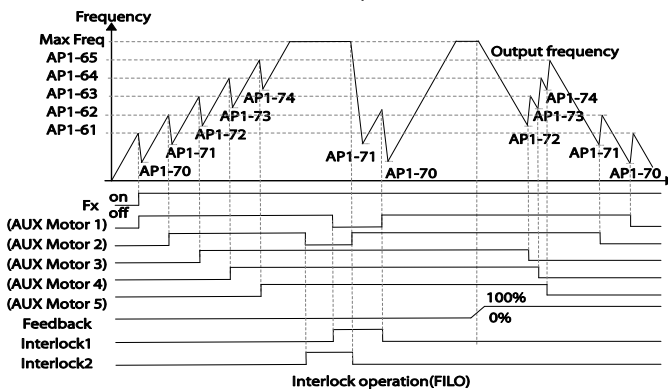 Frequency
Max Freq
AP1-65
AP1-64
AP1-63
AP1-62
AP1-61
Output frequency
AP1-74
AP1-73
AP1-72
AP1-71
AP1-70
AP1-71
AP1-70
AP1-74
AP1-73
AP1-72
AP1-71
AP1-70
Fx
on
off
(AUX Motor 1)
(AUX Motor 2)
(AUX Motor 3)
(AUX Motor 4)
(AUX Motor 5)
Feedback
100%
0%
Interlock1
Interlock2
Interlock operation(FILO)